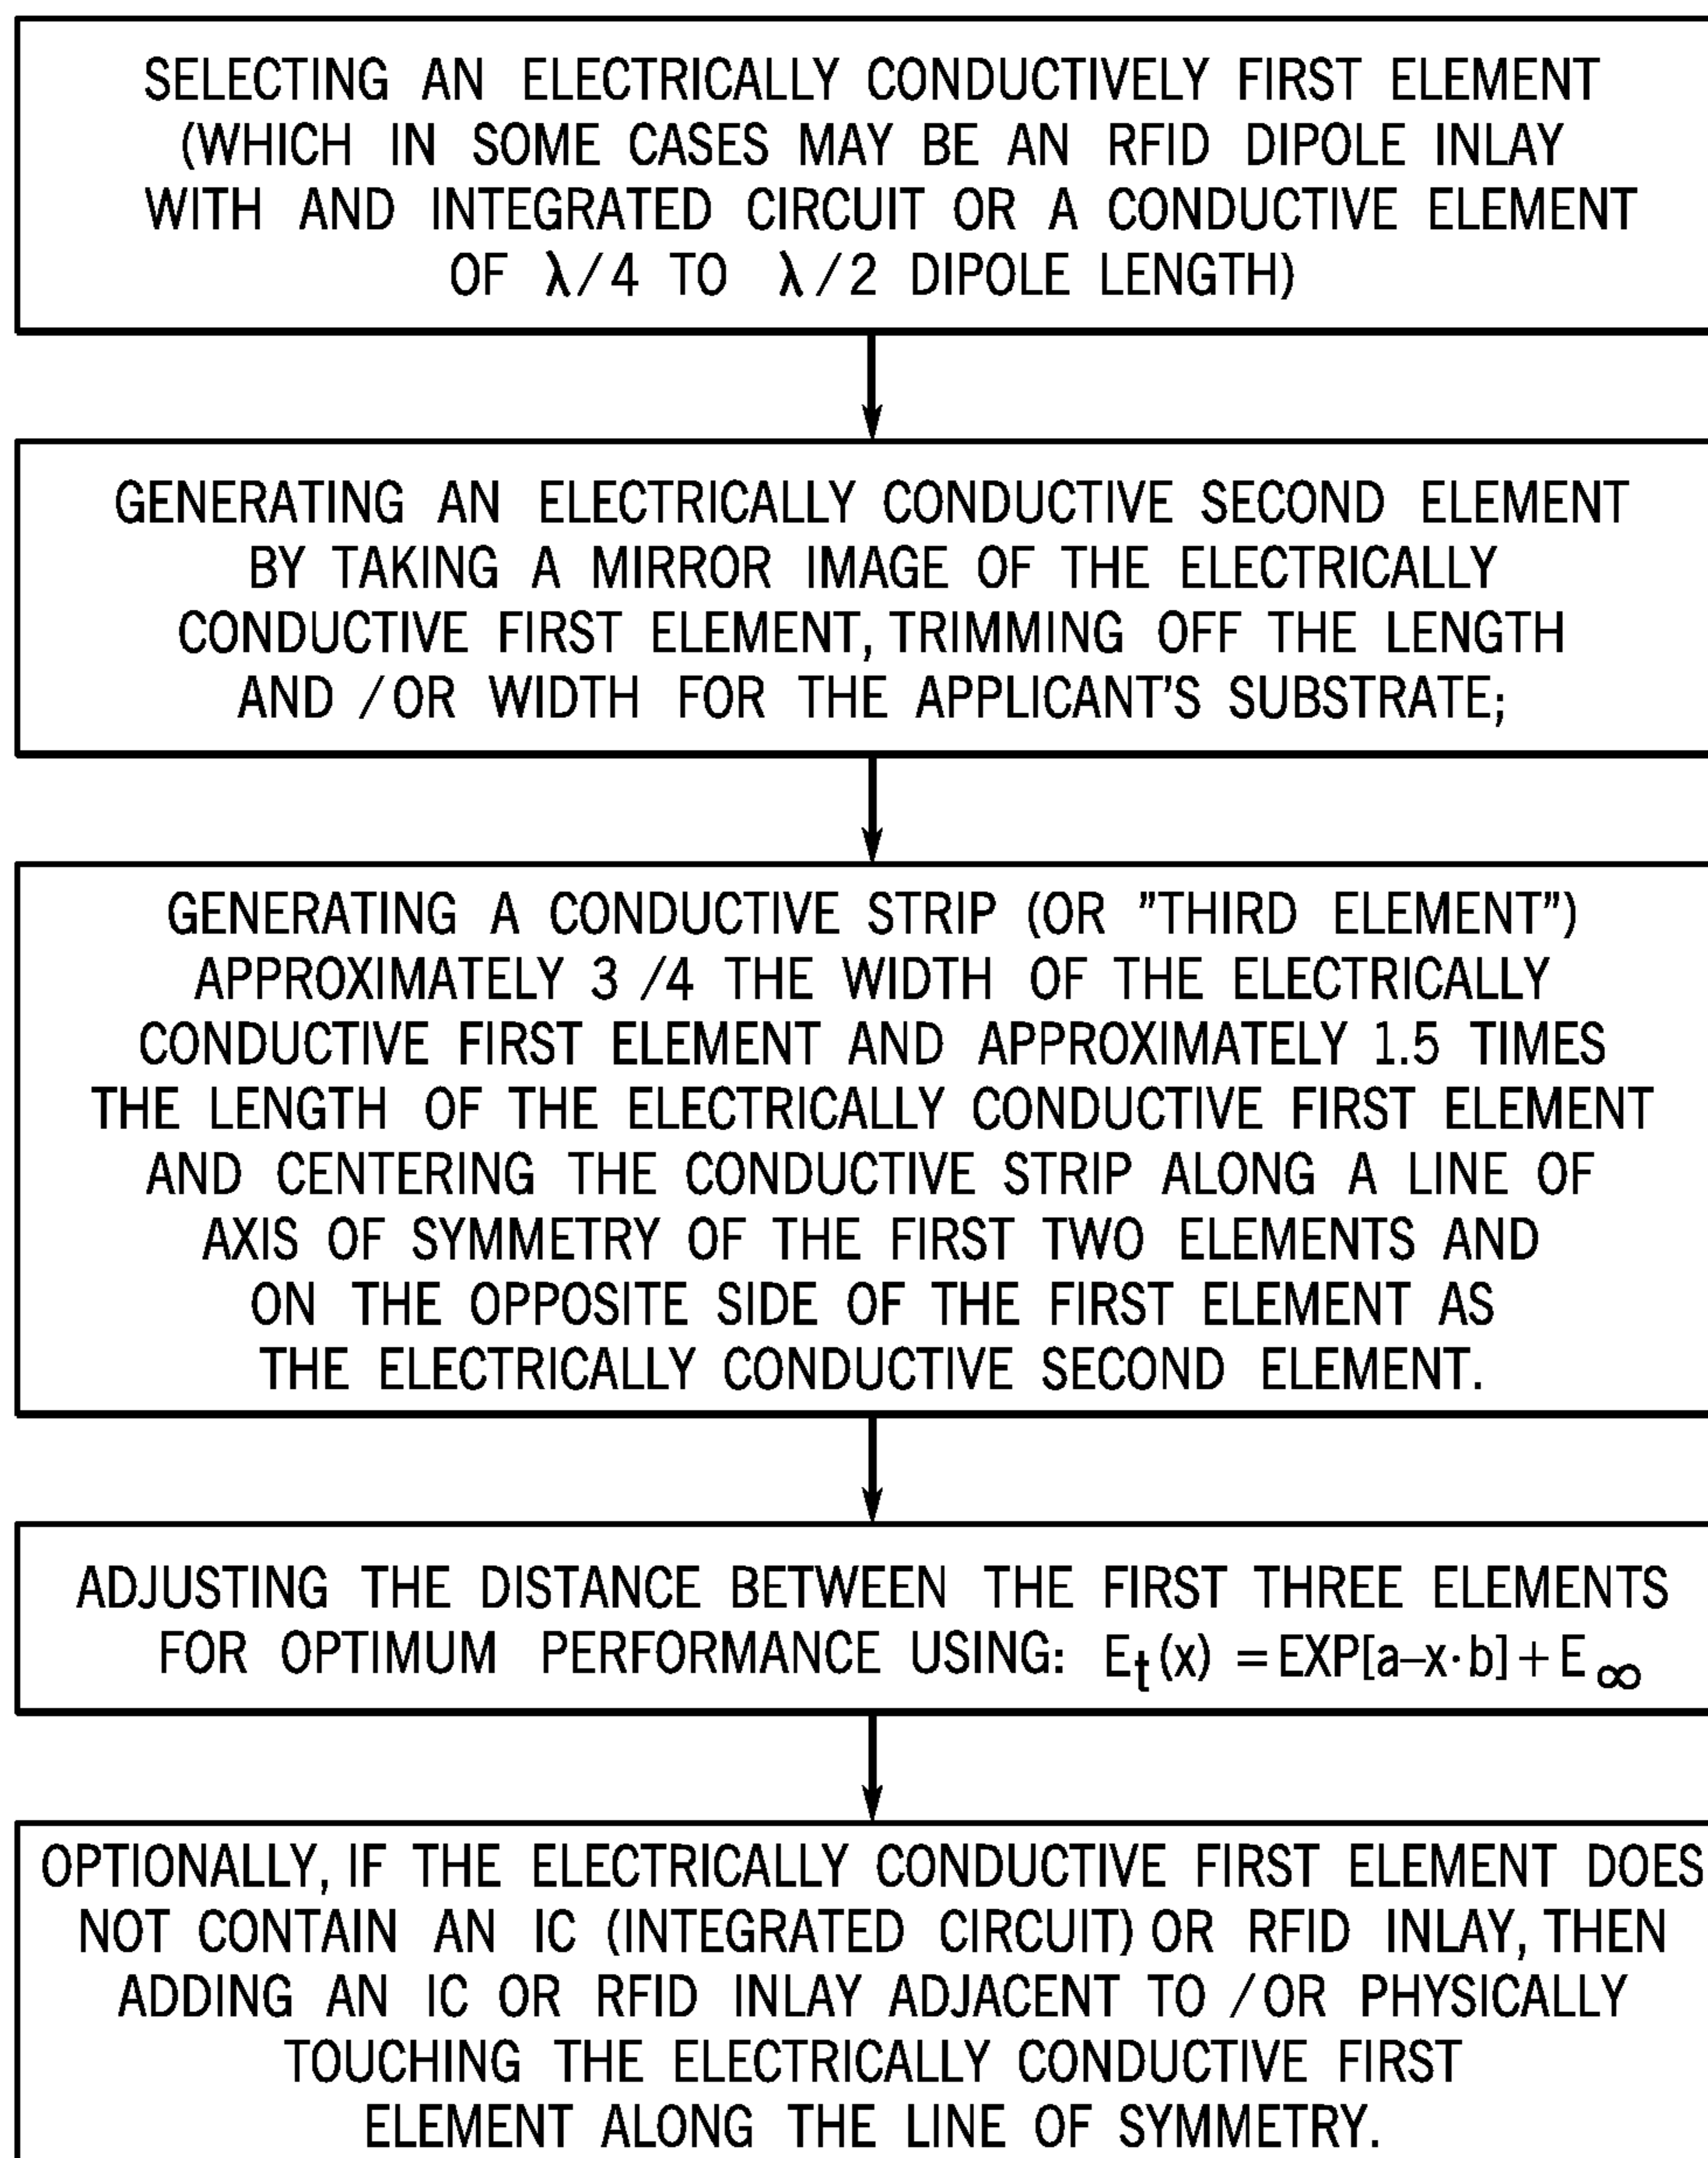 SELECTING AN ELECTRICALLY CONDUCTIVELY FIRST ELEMENT
(WHICH IN SOME CASES MAY BE AN RFID DIPOLE INLAY
WITH AND INTEGRATED CIRCUIT OR A CONDUCTIVE ELEMENT
OF λ/4 TO λ/2 DIPOLE LENGTH)
GENERATING AN ELECTRICALLY CONDUCTIVE SECOND ELEMENT
BY TAKING A MIRROR IMAGE OF THE ELECTRICALLY
CONDUCTIVE FIRST ELEMENT, TRIMMING OFF THE LENGTH
AND /OR WIDTH FOR THE APPLICANT'S SUBSTRATE;
GENERATING A CONDUCTIVE STRIP (OR ”THIRD ELEMENT”)
APPROXIMATELY 3 /4 THE WIDTH OF THE ELECTRICALLY
CONDUCTIVE FIRST ELEMENT AND APPROXIMATELY 1.5 TIMES
THE LENGTH OF THE ELECTRICALLY CONDUCTIVE FIRST ELEMENT
AND CENTERING THE CONDUCTIVE STRIP ALONG A LINE OF
AXIS OF SYMMETRY OF THE FIRST TWO ELEMENTS AND
ON THE OPPOSITE SIDE OF THE FIRST ELEMENT AS
THE ELECTRICALLY CONDUCTIVE SECOND ELEMENT.
ADJUSTING THE DISTANCE BETWEEN THE FIRST THREE ELEMENTS
FOR OPTIMUM PERFORMANCE USING: Et(x) = EXP[a–x·b] + E∞
OPTIONALLY, IF THE ELECTRICALLY CONDUCTIVE FIRST ELEMENT DOES
NOT CONTAIN AN IC (INTEGRATED CIRCUIT) OR RFID INLAY, THEN
ADDING AN IC OR RFID INLAY ADJACENT TO /OR PHYSICALLY
TOUCHING THE ELECTRICALLY CONDUCTIVE FIRST
ELEMENT ALONG THE LINE OF SYMMETRY.